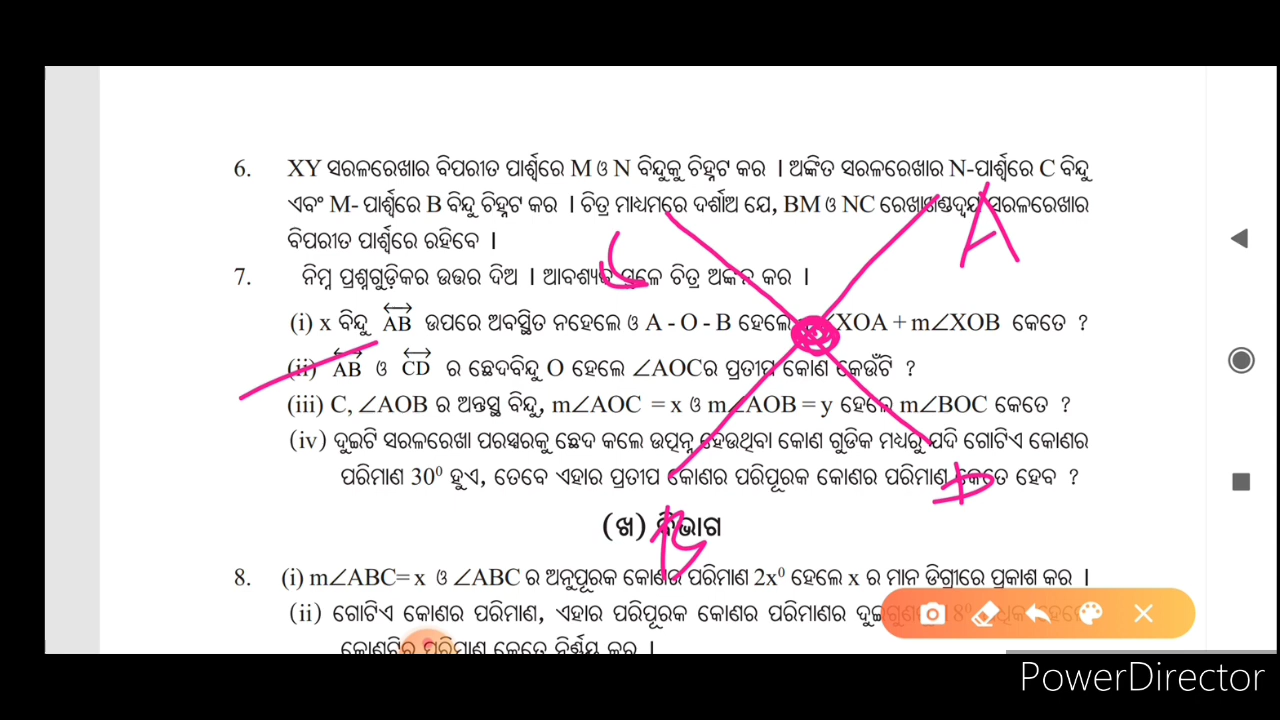 6. XY ସରଳରେଖାର ବିପରୀତ ପାର୍ଶ୍ୱରେ M ଓ N ବିନ୍ଦୁକୁ ଚିହ୍ନଟ କର । ଅଙ୍କିତ ସରଳରେଖାର N-ପାର୍ଶ୍ୱରେ C ବିନ୍ଦୁ
ଏବଂ M- ପାର୍ଶ୍ୱରେ B ବିନ୍ଦୁ ଚିହ୍ନଟ କର । ଚିତ୍ର ମାଧ୍ୟମରେ ଦର୍ଶାଅ ଯେ, BM ଓ NC ରେଖାଖଣ୍ଡଦ୍ୱୟ ସରଳରେଖାର
A
ବିପରୀତ ପାର୍ଶ୍ୱରେ ରହିବେ ।
C
7. ନିମ୍ନ ପ୍ରଶ୍ନଗୁଡ଼ିକର ଉତ୍ତର ଦିଅ । ଆବଶ୍ୟକ ସ୍ଥଳେ ଚିତ୍ର ଅଙ୍କନ କର ।
(i) x ବିନ୍ଦୁ AB ଉପରେ ଅବସ୍ଥିତ ନହେଲେ ଓ A - O - B ହେଲେ m∠XOA + m∠XOB କେତେ ?
(ii) AB ଓ CD ର ଛେଦବିନ୍ଦୁ O ହେଲେ ∠AOCର ପ୍ରତୀପ କୋଣ କେଉଁଟି ?
(iii) C, ∠AOB ର ଅନ୍ତସ୍ଥ ବିନ୍ଦୁ, m∠AOC = x ଓ m∠AOB = y ହେଲେ m∠BOC କେତେ ?
(iv) ଦୁଇଟି ସରଳରେଖା ପରସ୍ପରକୁ ଛେଦ କଲେ ଉତ୍ପନ୍ନ ହେଉଥିବା କୋଣ ଗୁଡିକ ମଧ୍ୟରୁ ଯଦି ଗୋଟିଏ କୋଣର
ପରିମାଣ 30⁰ ହୁଏ, ତେବେ ଏହାର ପ୍ରତୀପ କୋଣର ପରିପୂରକ କୋଣର ପରିମାଣ କେତେ ହେବ ?
D
(ଖ) ବିଭାଗ
B
8. (i) m∠ABC= x ଓ ∠ABC ର ଅନୁପୂରକ କୋଣର ପରିମାଣ 2x⁰ ହେଲେ x ର ମାନ ଡିଗ୍ରୀରେ ପ୍ରକାଶ କର ।
(ii) ଗୋଟିଏ କୋଣର ପରିମାଣ, ଏହାର ପରିପୂରକ କୋଣର ପରିମାଣର
କୋଣଟିର ପରିମାଣ କେତେ ନିର୍ଣ୍ଣୟ କର ।
PowerDirector